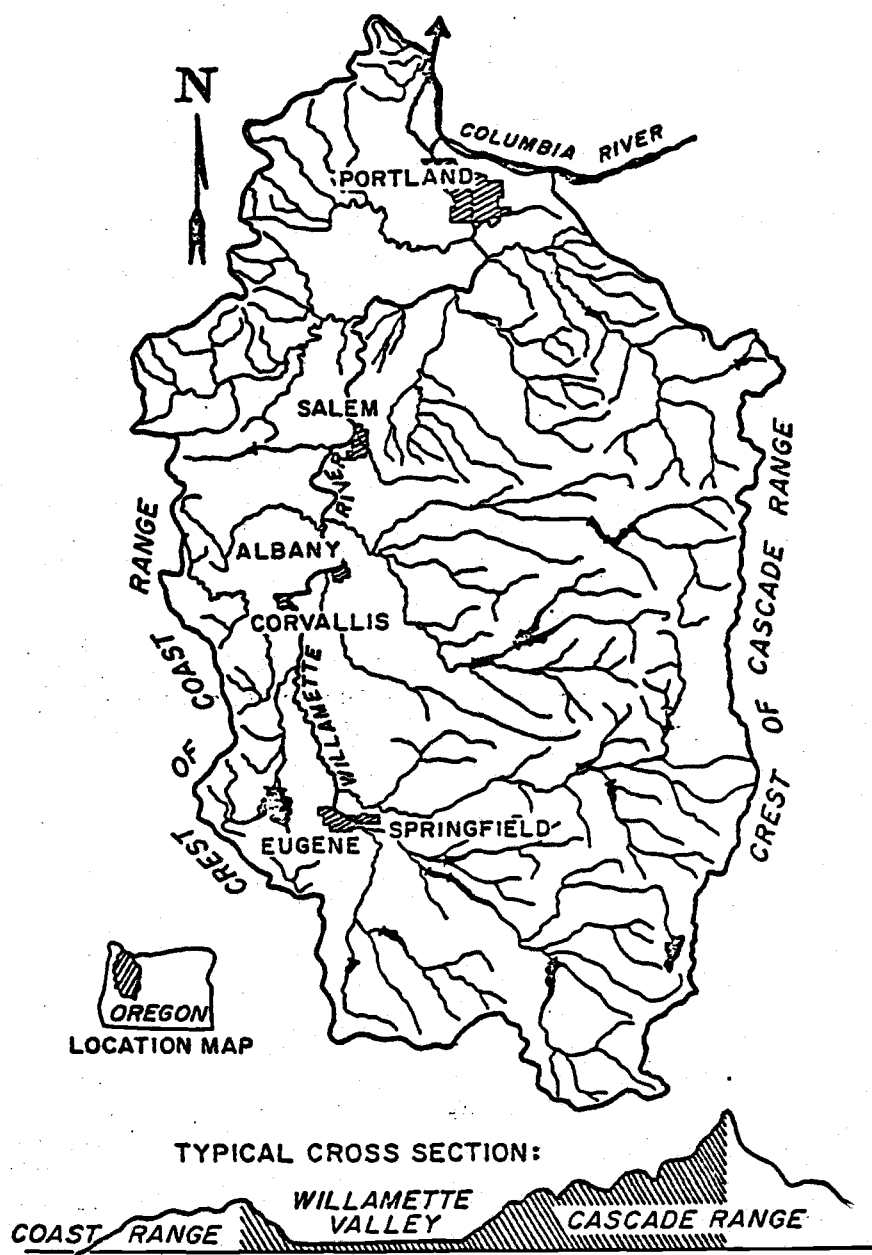 N
COLUMBIA RIVER
PORTLAND
SALEM
RIVER
ALBANY
CORVALLIS
WILLAMETTE
CREST OF COAST RANGE
CREST OF CASCADE RANGE
EUGENE
SPRINGFIELD
OREGON
LOCATION MAP
TYPICAL CROSS SECTION:
WILLAMETTE
VALLEY
COAST RANGE
CASCADE RANGE